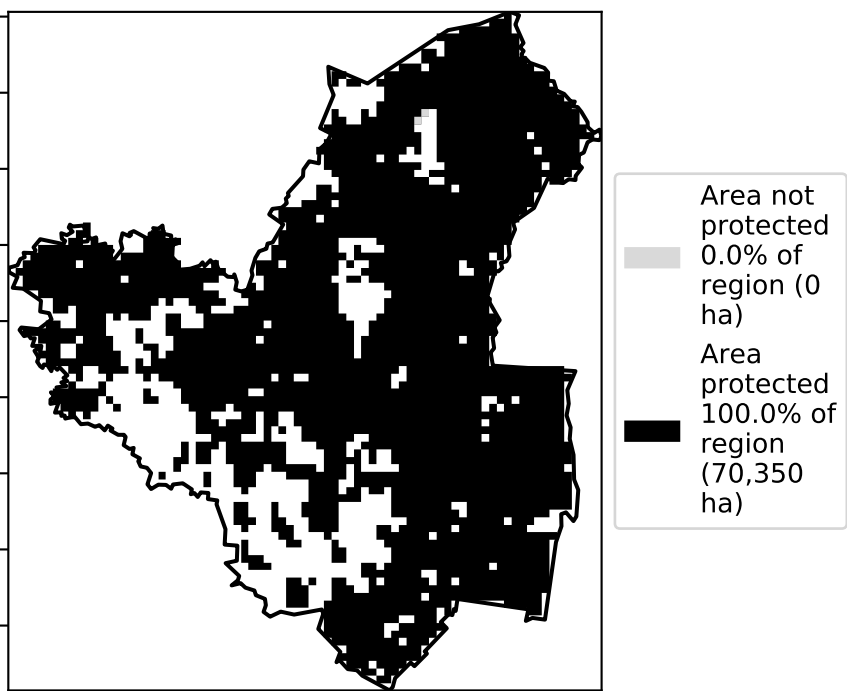 Area not
protected
0.0% of
region (0
ha)
Area
protected
100.0% of
region
(70,350
ha)